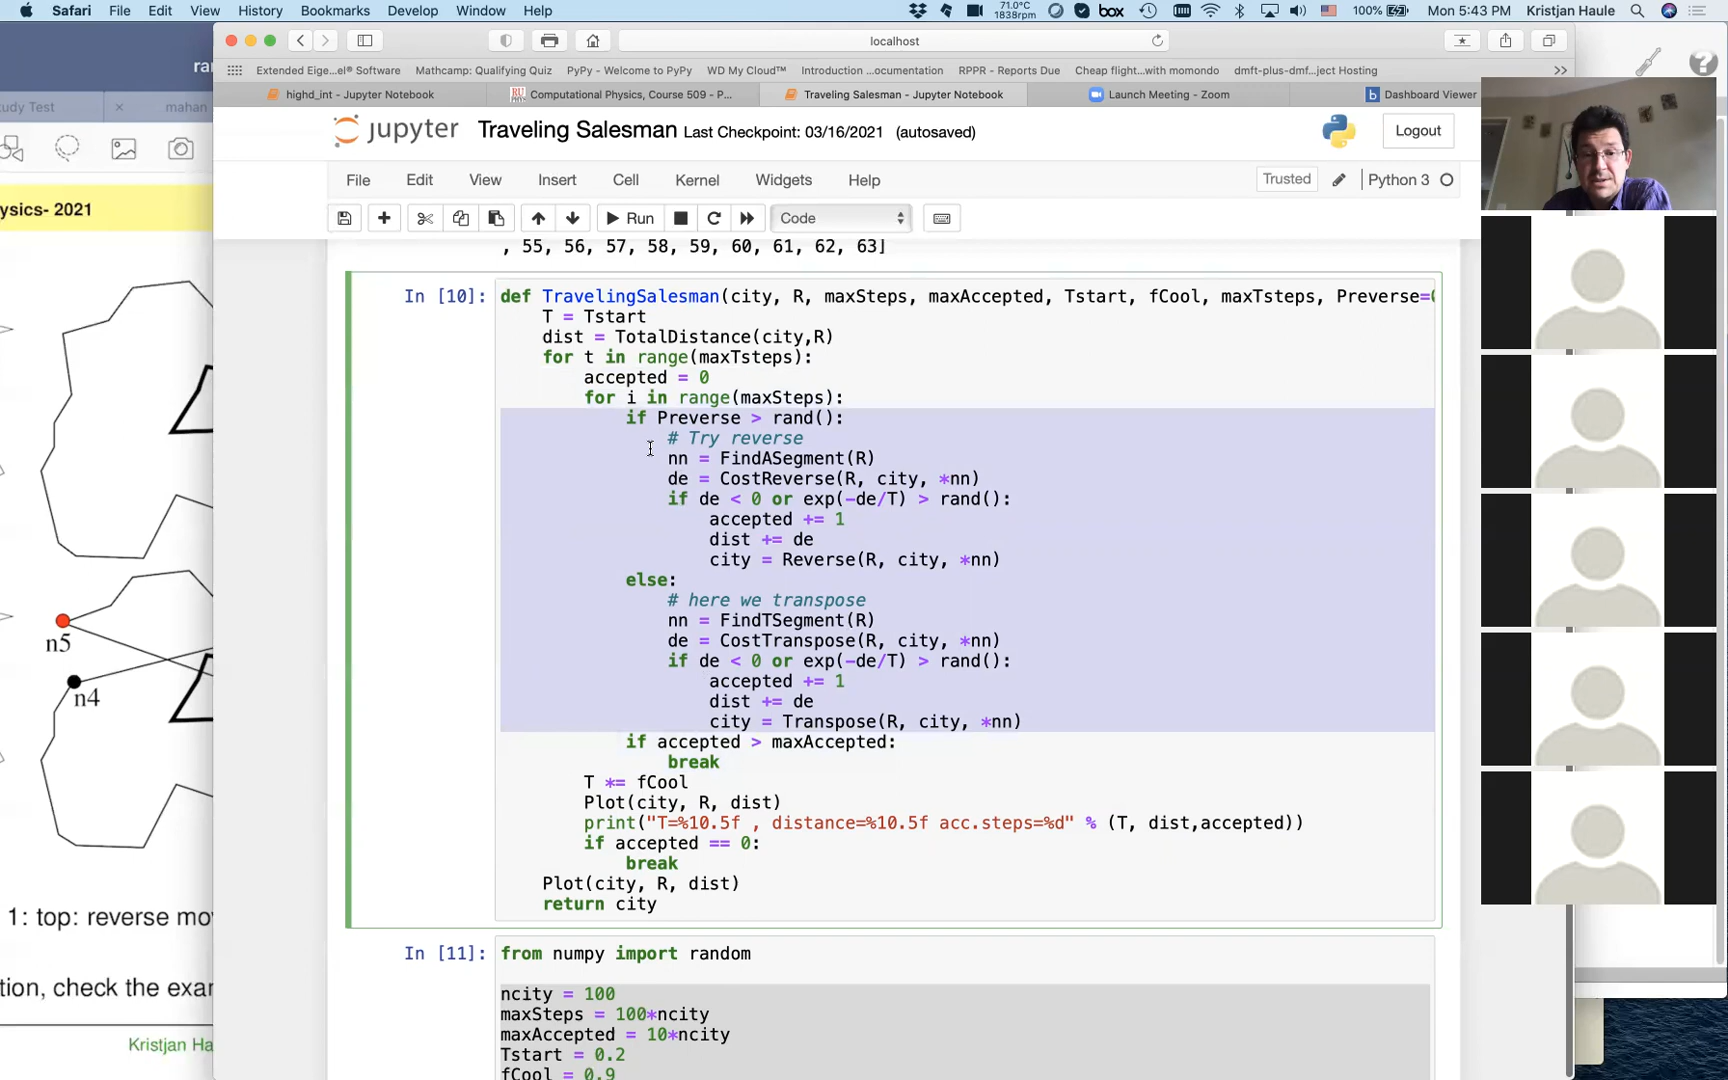 Safari File Edit View History Bookmarks Develop Window Help
box 71.0°C 1838rpm 100% Mon 5:43 PM Kristjan Haule
localhost
Extended Eige...el® Software Mathcamp: Qualifying Quiz PyPy - Welcome to PyPy WD My Cloud™ Introduction ...ocumentation RPPR - Reports Due Cheap flight...with momondo dmft-plus-dmf...ject Hosting
highd_int - Jupyter Notebook Computational Physics, Course 509 - P... Traveling Salesman - Jupyter Notebook Launch Meeting - Zoom Dashboard Viewer
jupyter Traveling Salesman Last Checkpoint: 03/16/2021 (autosaved) Logout
File Edit View Insert Cell Kernel Widgets Help Trusted Python 3
Run Code
, 55, 56, 57, 58, 59, 60, 61, 62, 63]
In [10]: def TravelingSalesman(city, R, maxSteps, maxAccepted, Tstart, fCool, maxTsteps, Preverse=0
T = Tstart
dist = TotalDistance(city,R)
for t in range(maxTsteps):
accepted = 0
for i in range(maxSteps):
if Preverse > rand():
# Try reverse
nn = FindASegment(R)
de = CostReverse(R, city, *nn)
if de < 0 or exp(-de/T) > rand():
accepted += 1
dist += de
city = Reverse(R, city, *nn)
else:
# here we transpose
nn = FindTSegment(R)
de = CostTranspose(R, city, *nn)
if de < 0 or exp(-de/T) > rand():
accepted += 1
dist += de
city = Transpose(R, city, *nn)
if accepted > maxAccepted:
break
T *= fCool
Plot(city, R, dist)
print("T=%10.5f , distance=%10.5f acc.steps=%d" % (T, dist,accepted))
if accepted == 0:
break
Plot(city, R, dist)
return city
In [11]: from numpy import random
ncity = 100
maxSteps = 100*ncity
maxAccepted = 10*ncity
Tstart = 0.2
fCool = 0.9
ra
udy Test mahan
ysics- 2021
n5
n4
1: top: reverse mo
tion, check the exa
Kristjan Ha